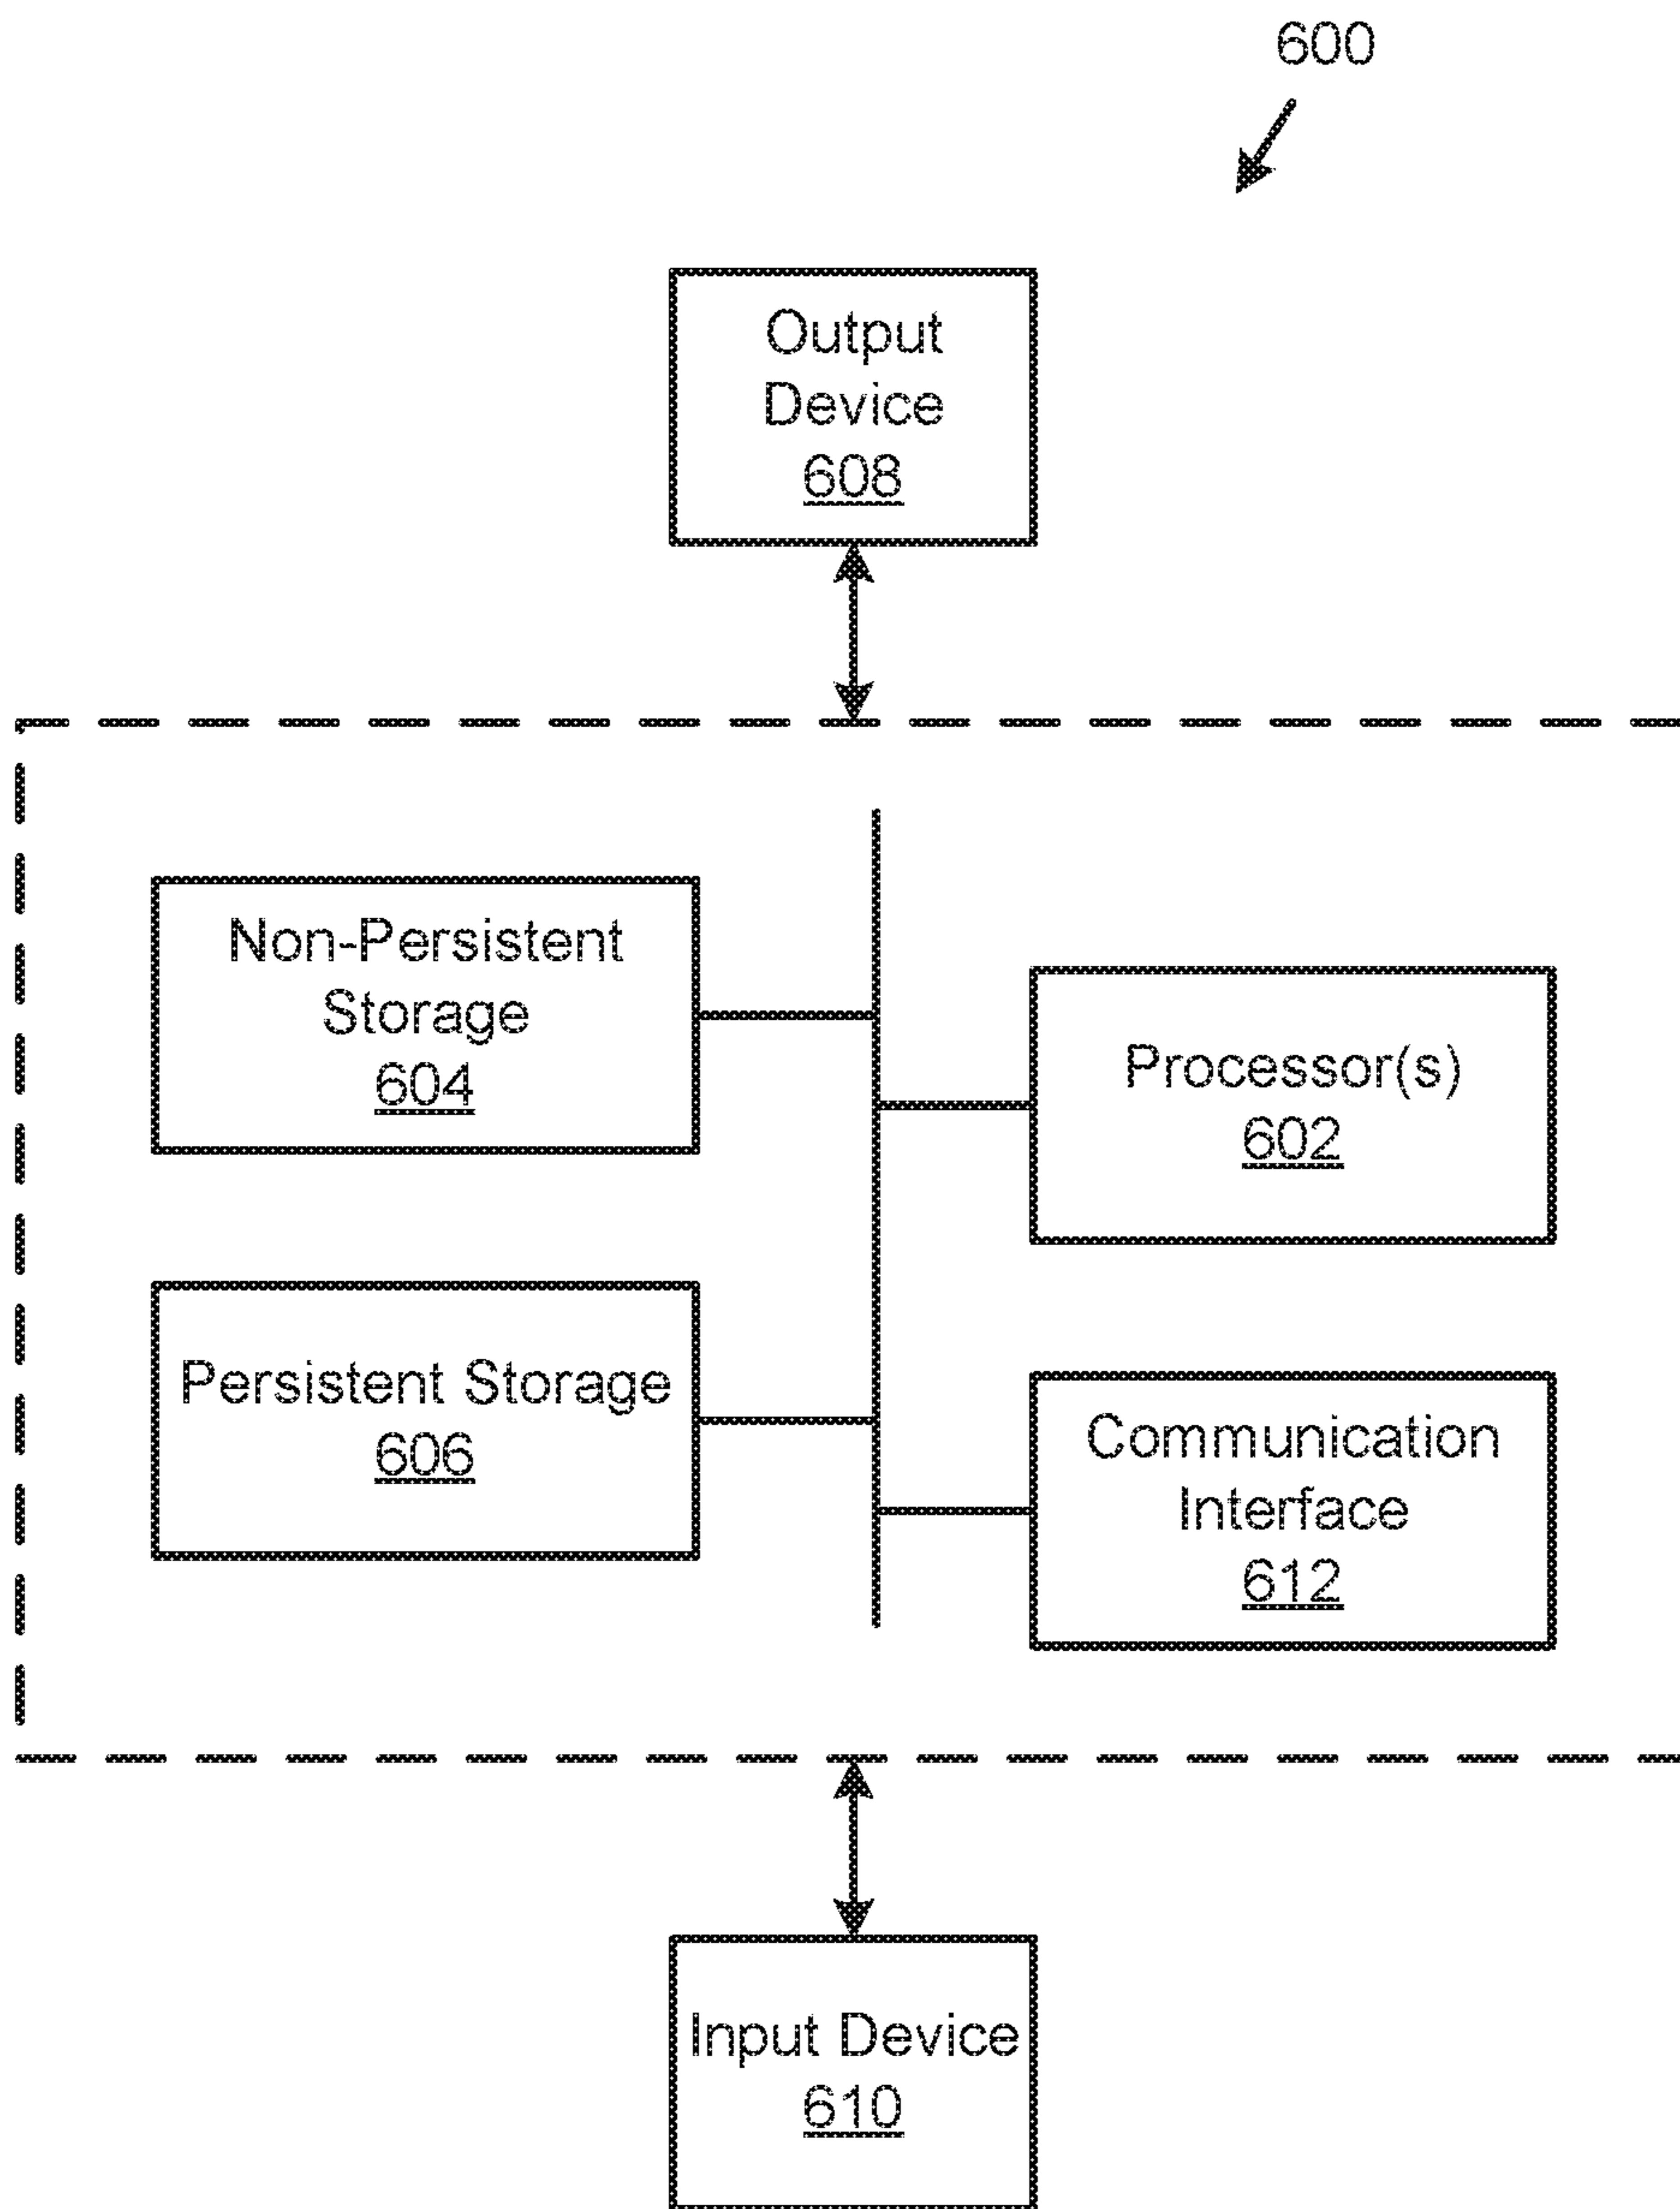 600
Output
Device
608
Non-Persistent
Storage
604
Processor(s)
602
Persistent Storage
606
Communication
Interface
612
Input Device
610